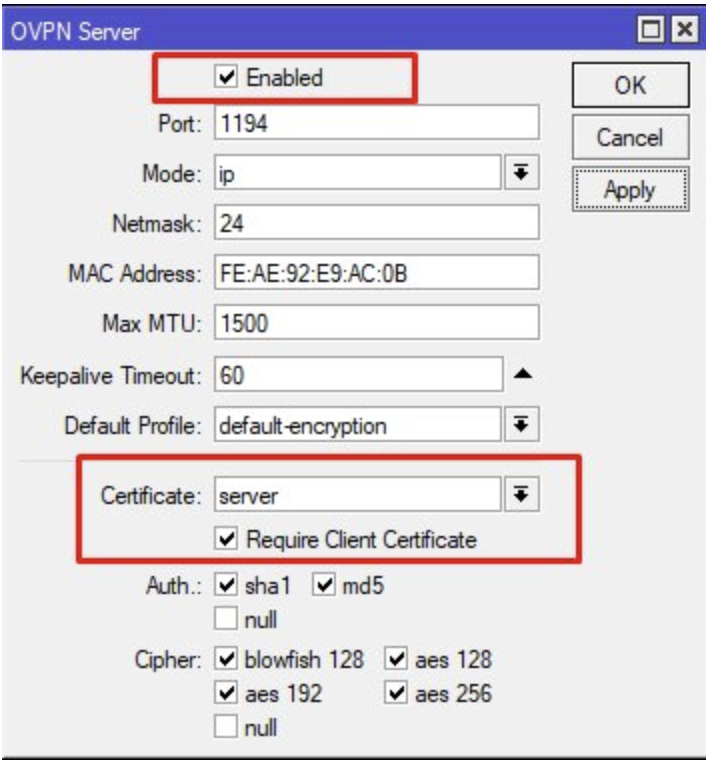 OVPN Server
Enabled
OK
Port: 1194
Cancel
Mode: ip
Apply
Netmask: 24
MAC Address: FE:AE:92:E9:AC:0B
Max MTU: 1500
Keepalive Timeout: 60
Default Profile: default-encryption
Certificate: server
Require Client Certificate
Auth.: sha1 md5
null
Cipher: blowfish 128 aes 128
aes 192 aes 256
null